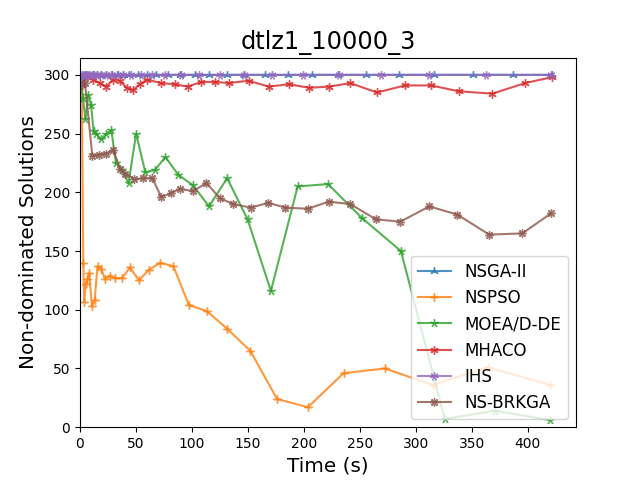 dtlz1_10000_3
Non-dominated Solutions
300
250
200
150
100
50
0
0 50 100 150 200 250 300 350 400
Time (s)
NSGA-II
NSPSO
MOEA/D-DE
MHACO
IHS
NS-BRKGA